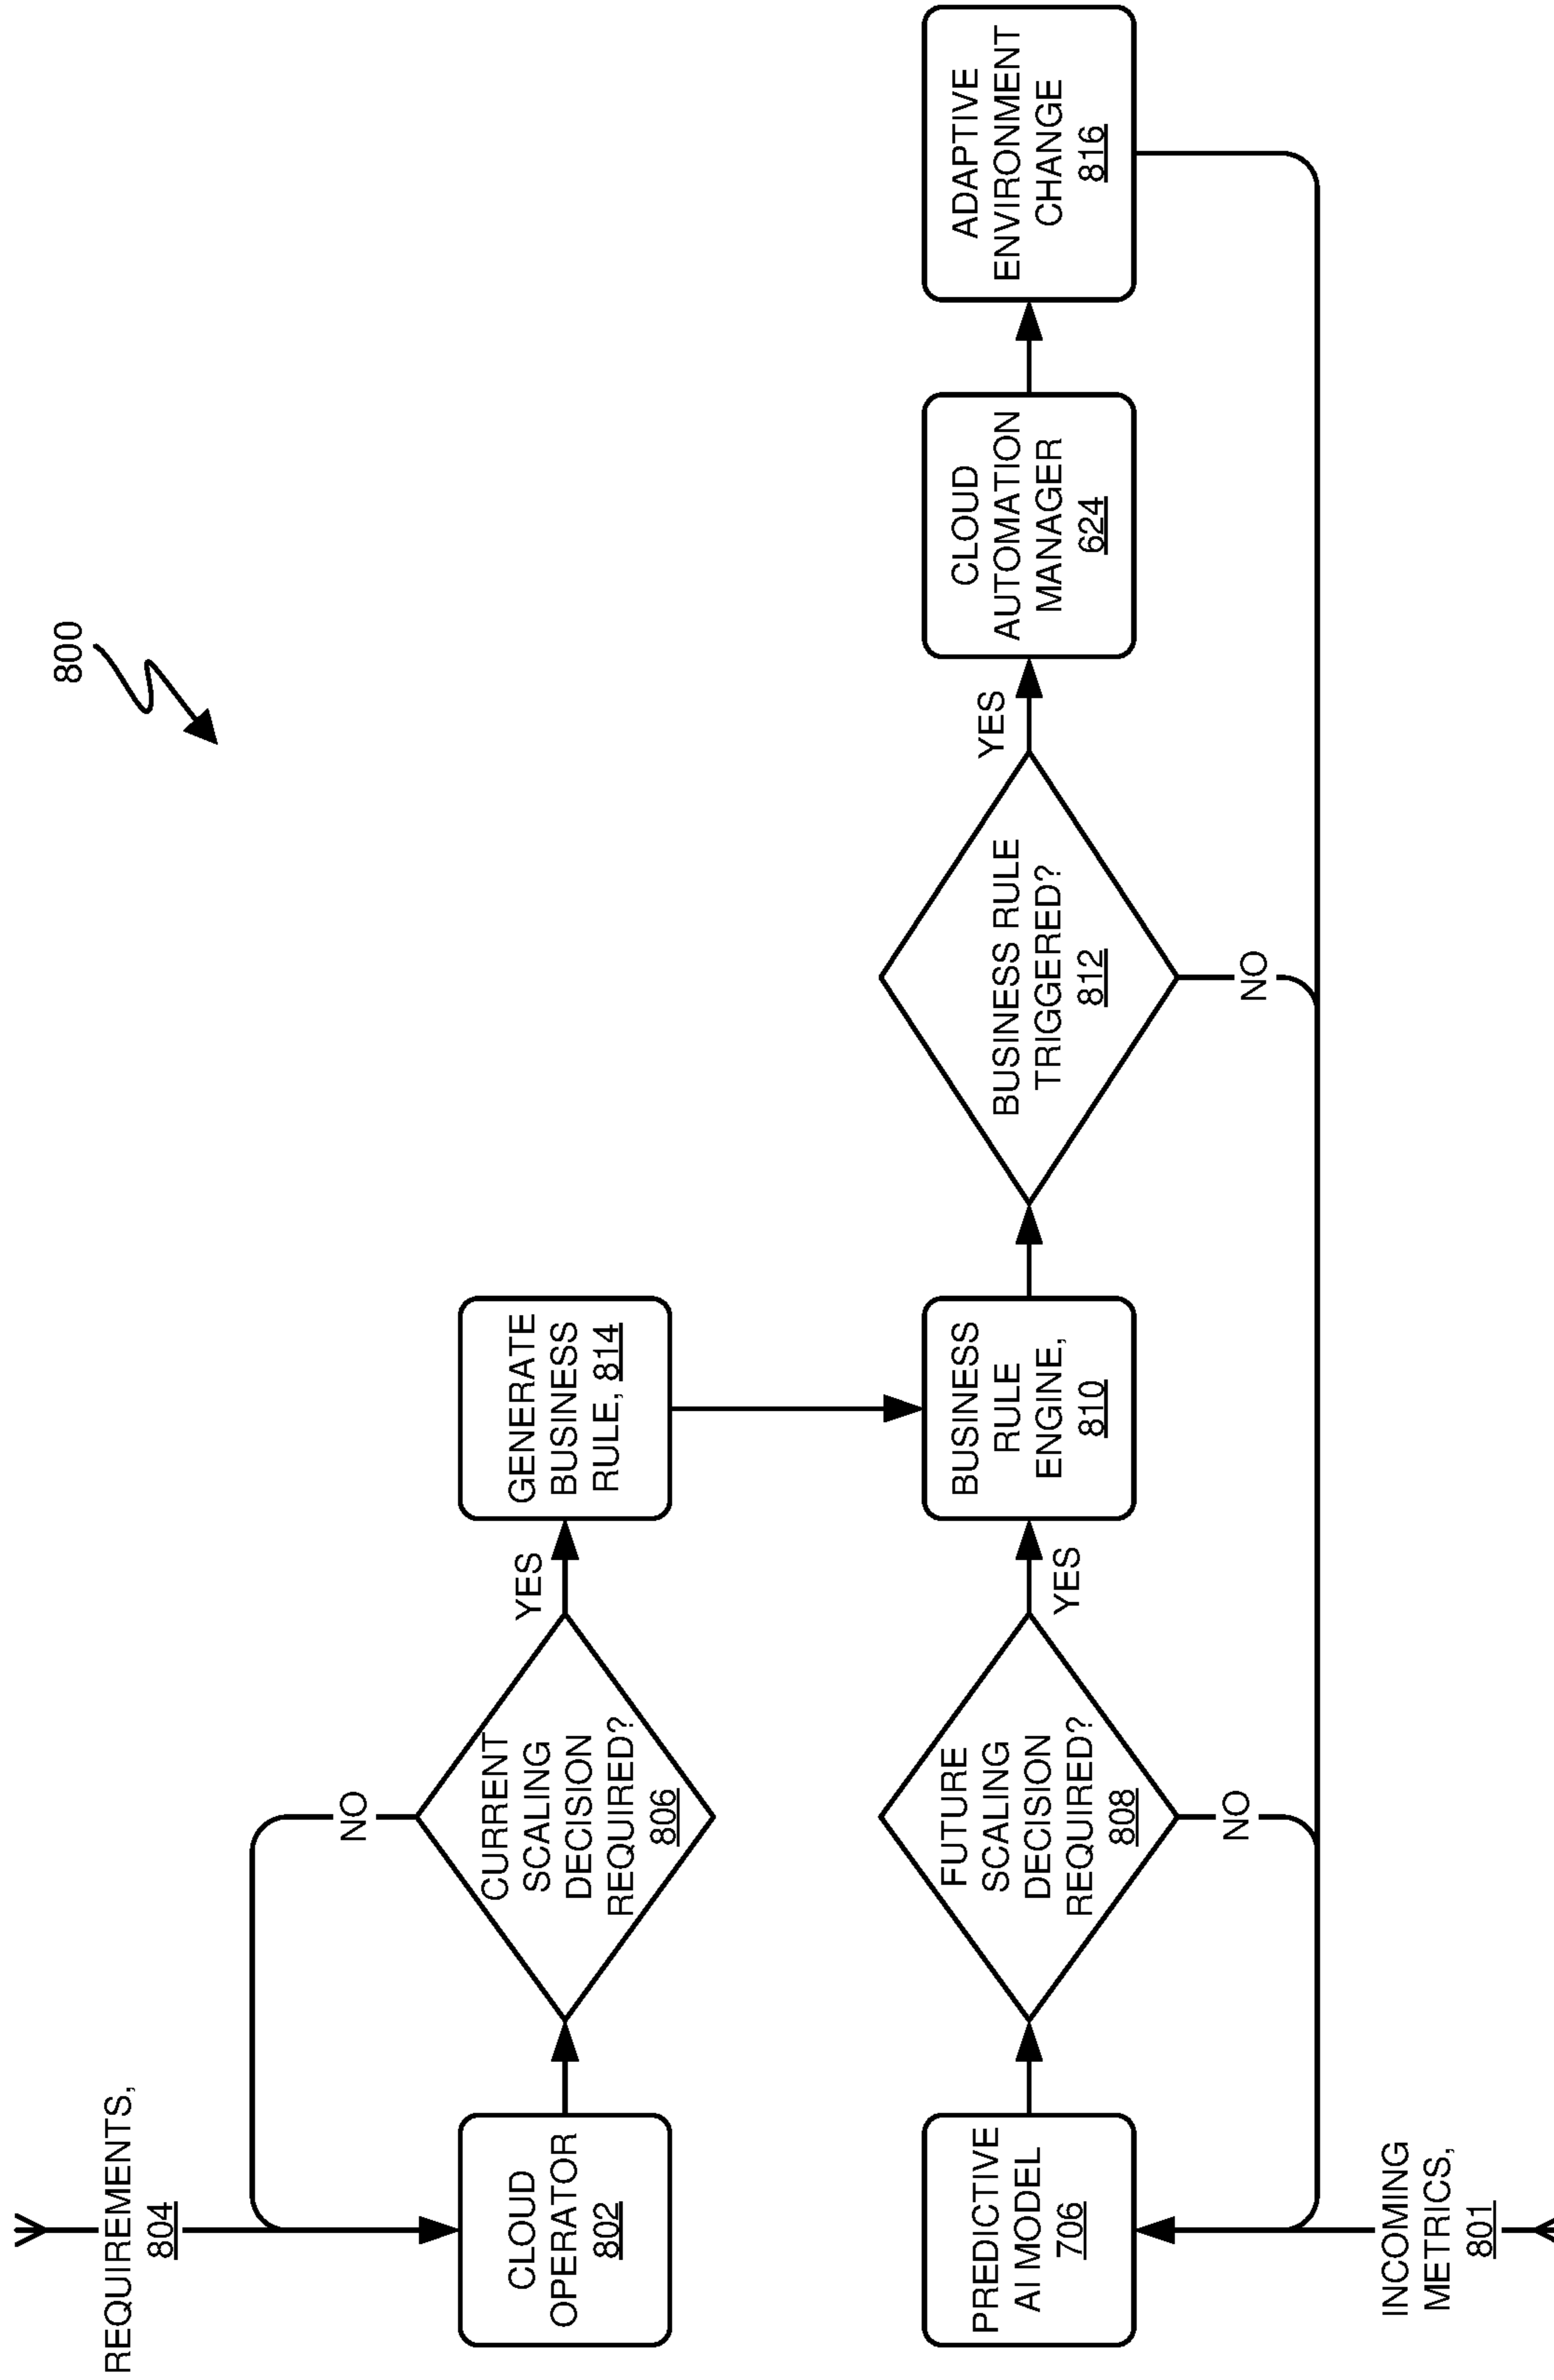 800
REQUIREMENTS,
804
NO
CLOUD
OPERATOR
802
CURRENT
SCALING
DECISION
REQUIRED?
806
YES
GENERATE
BUSINESS
RULE, 814
PREDICTIVE
AI MODEL
706
FUTURE
SCALING
DECISION
REQUIRED?
808
YES
NO
BUSINESS
RULE
ENGINE,
810
BUSINESS RULE
TRIGGERED?
812
YES
NO
CLOUD
AUTOMATION
MANAGER
624
ADAPTIVE
ENVIRONMENT
CHANGE
816
INCOMING
METRICS,
801